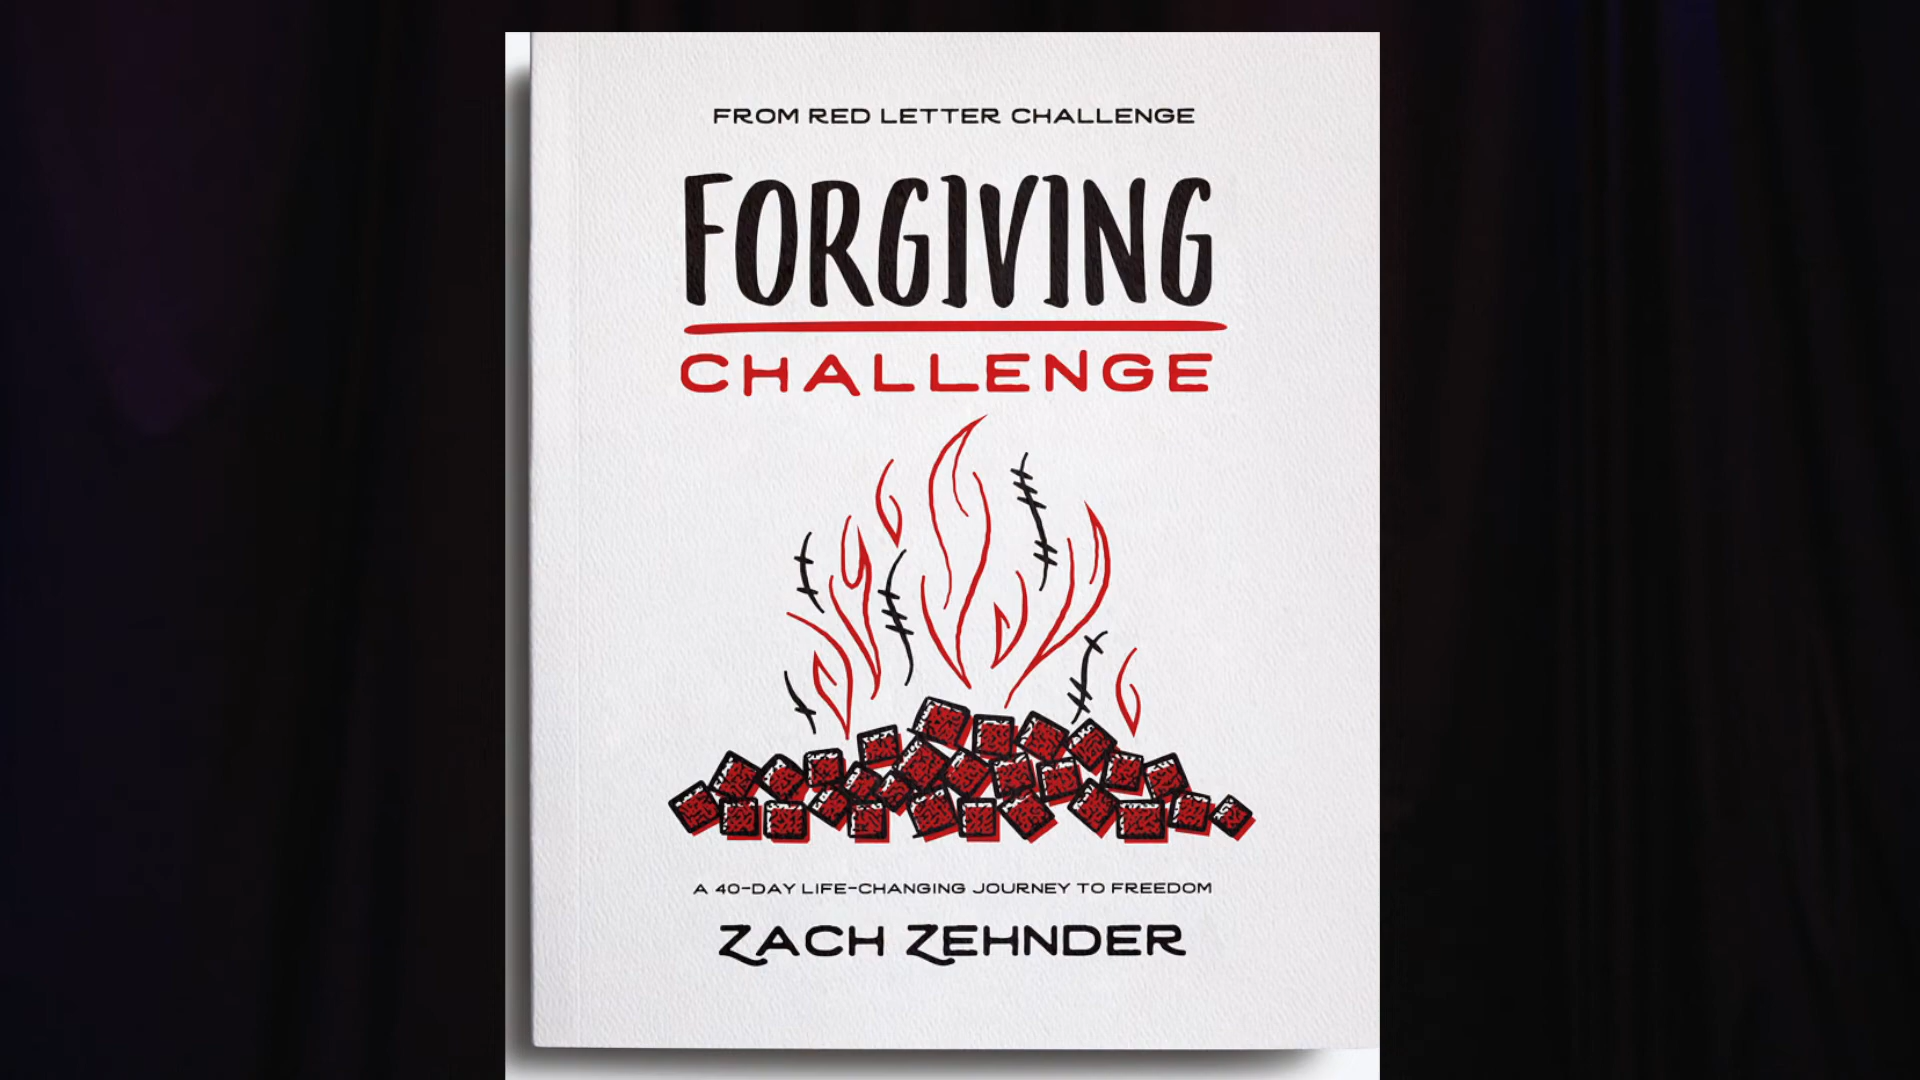 FROM RED LETTER CHALLENGE
FORGIVING
CHALLENGE
A 40-DAY LIFE-CHANGING JOURNEY TO FREEDOM
ZACH ZEHNDER